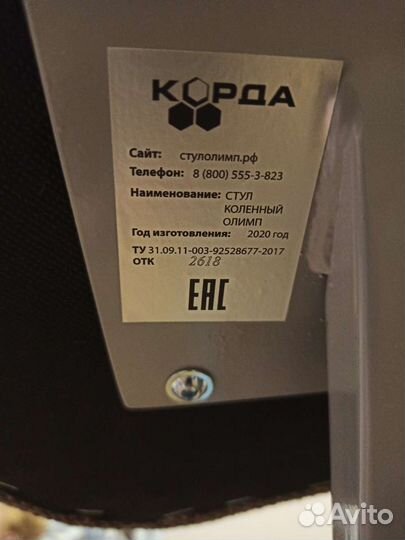 КОРДА
Сайт: стулолимп.рф
Телефон: 8 (800) 555-3-823
Наименование: СТУЛ
КОЛЕННЫЙ
ОЛИМП
Год изготовления: 2020 год
ТУ 31.09.11-003-92528677-2017
ОТК 2618
ЕАС
Avito